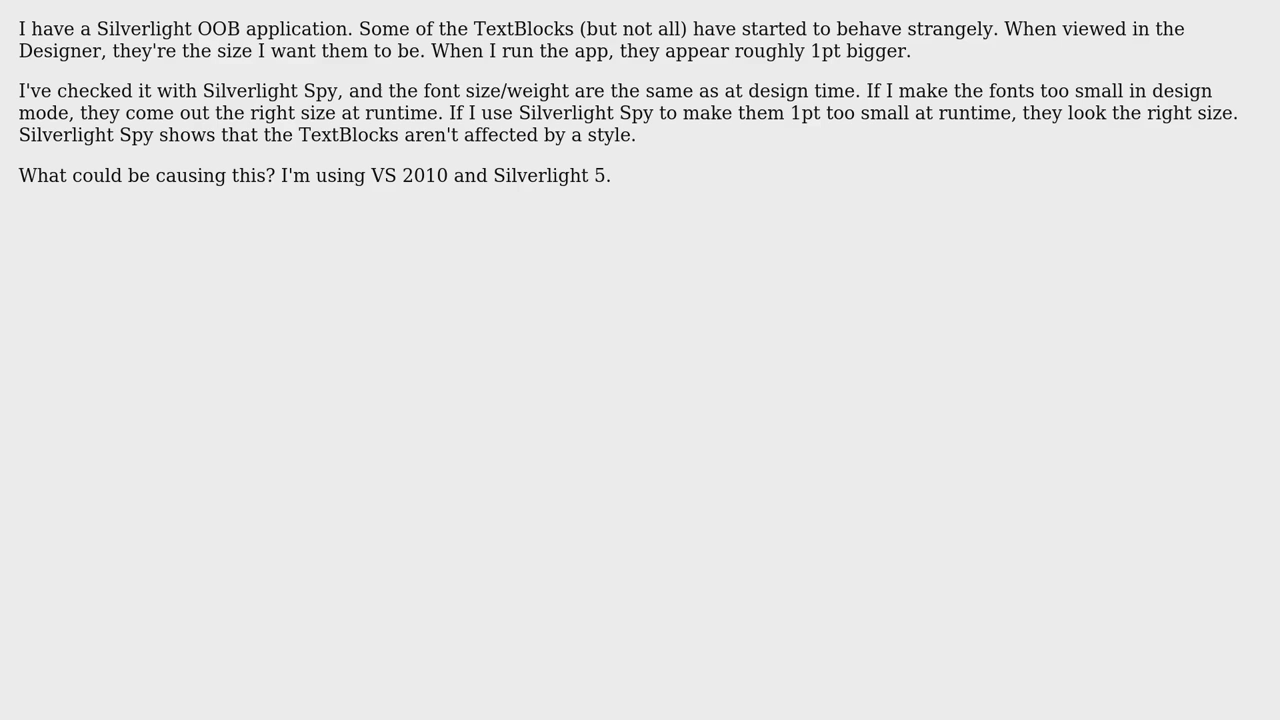 I have a Silverlight OOB application. Some of the TextBlocks (but not all) have started to behave strangely. When viewed in the
Designer, they're the size I want them to be. When I run the app, they appear roughly 1pt bigger.
I've checked it with Silverlight Spy, and the font size/weight are the same as at design time. If I make the fonts too small in design
mode, they come out the right size at runtime. If I use Silverlight Spy to make them 1pt too small at runtime, they look the right size.
Silverlight Spy shows that the TextBlocks aren't affected by a style.
What could be causing this? I'm using VS 2010 and Silverlight 5.